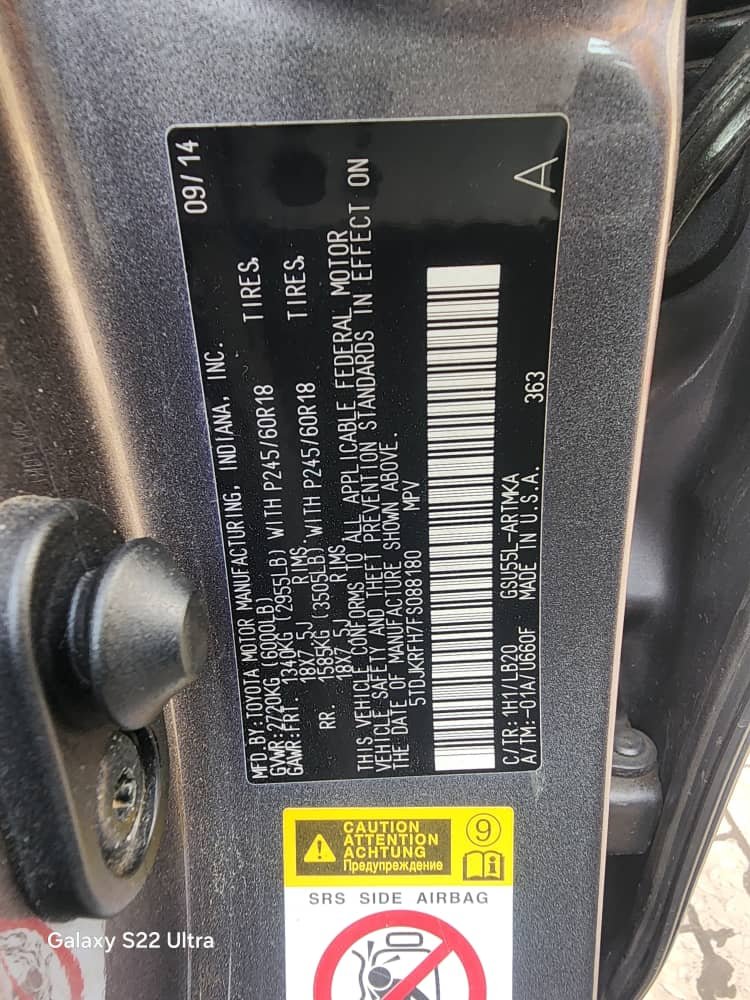 MFD.BY:TOYOTA MOTOR MANUFACTURING, INDIANA, INC. 09/14
GVWR:2720KG (6000LB)
GAWR:FRT 1340KG (2955LB) WITH P245/60R18 TIRES,
18X7.5J RIMS
RR. 1585KG (3505LB) WITH P245/60R18 TIRES,
18X7.5J RIMS
THIS VEHICLE CONFORMS TO ALL APPLICABLE FEDERAL MOTOR
VEHICLE SAFETY AND THEFT PREVENTION STANDARDS IN EFFECT ON
THE DATE OF MANUFACTURE SHOWN ABOVE.
5TDJKRFH7FS088180 MPV
C/TR:1H1/LB20 GSU55L-ARTMKA 363
A/TM:-01A/U660F MADE IN U.S.A.
A
CAUTION
ATTENTION
ACHTUNG
Предупреждение
9
SRS SIDE AIRBAG
Galaxy S22 Ultra